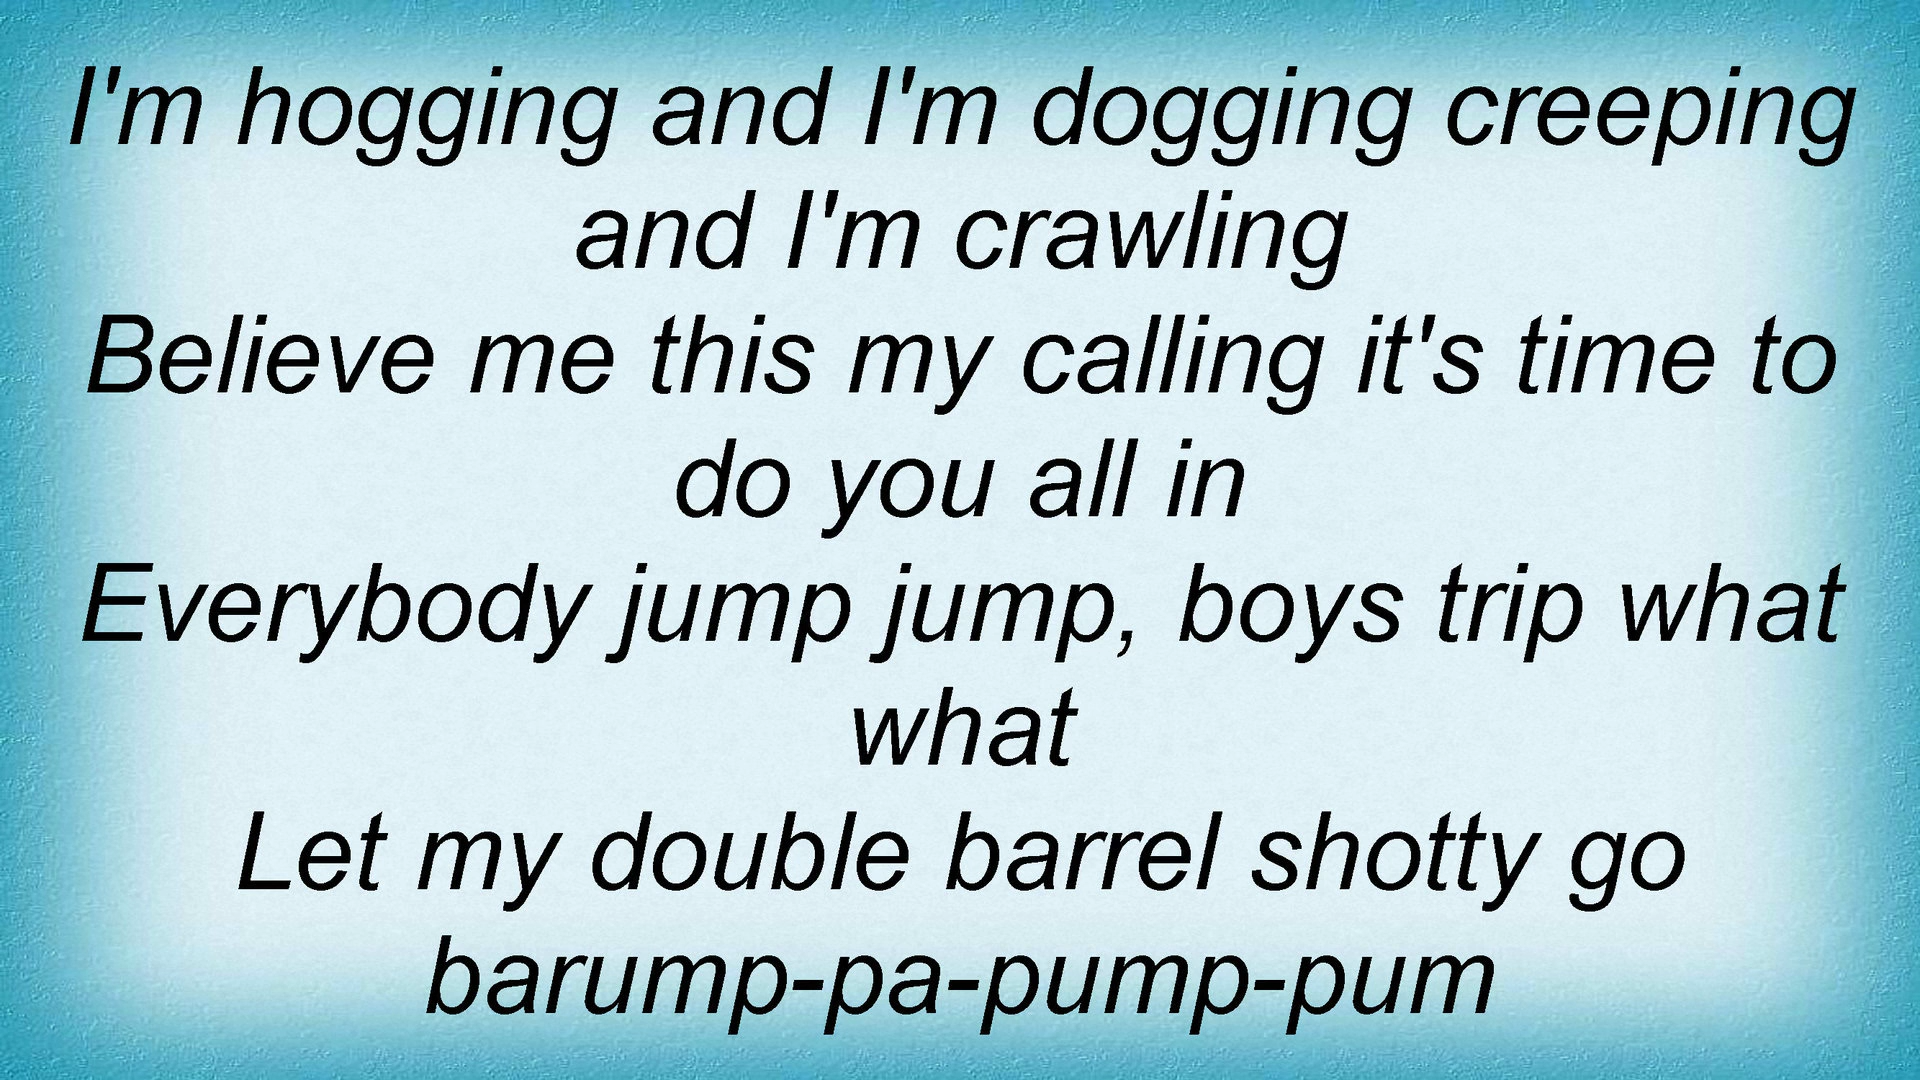 I'm hogging and I'm dogging creeping
and I'm crawling
Believe me this my calling it's time to
do you all in
Everybody jump jump, boys trip what
what
Let my double barrel shotty go
barump-pa-pump-pum